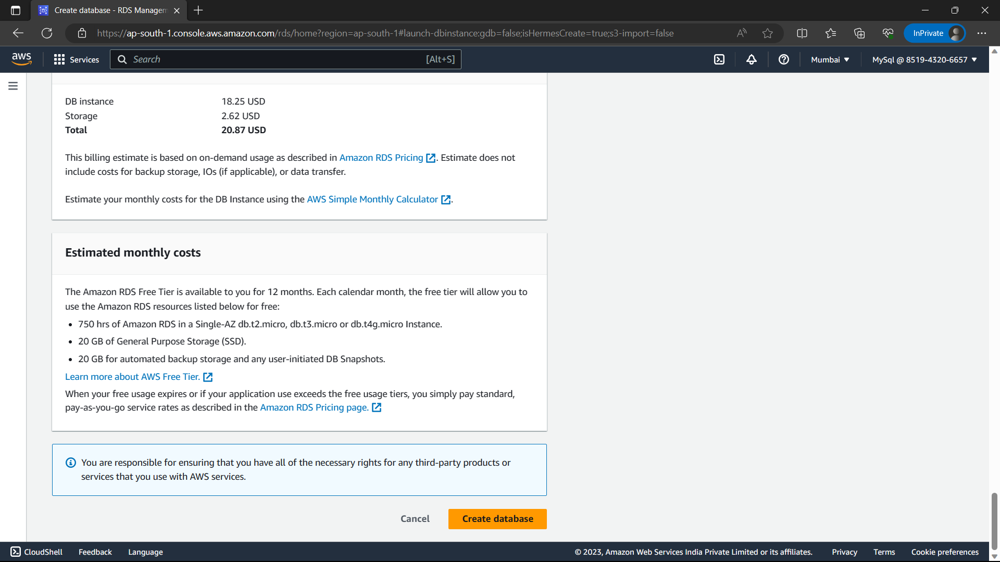 Create database - RDS Managem
https://ap-south-1.console.aws.amazon.com/rds/home?region=ap-south-1#launch-dbinstance:gdb=false;isHermesCreate=true;s3-import=false
InPrivate
aws
Services
Search
[Alt+S]
Mumbai
MySql @ 8519-4320-6657
DB instance 18.25 USD
Storage 2.62 USD
Total 20.87 USD
This billing estimate is based on on-demand usage as described in Amazon RDS Pricing. Estimate does not
include costs for backup storage, IOs (if applicable), or data transfer.
Estimate your monthly costs for the DB Instance using the AWS Simple Monthly Calculator.
Estimated monthly costs
The Amazon RDS Free Tier is available to you for 12 months. Each calendar month, the free tier will allow you to
use the Amazon RDS resources listed below for free:
• 750 hrs of Amazon RDS in a Single-AZ db.t2.micro, db.t3.micro or db.t4g.micro Instance.
• 20 GB of General Purpose Storage (SSD).
• 20 GB for automated backup storage and any user-initiated DB Snapshots.
Learn more about AWS Free Tier.
When your free usage expires or if your application use exceeds the free usage tiers, you simply pay standard,
pay-as-you-go service rates as described in the Amazon RDS Pricing page.
You are responsible for ensuring that you have all of the necessary rights for any third-party products or
services that you use with AWS services.
Cancel
Create database
CloudShell
Feedback
Language
© 2023, Amazon Web Services India Private Limited or its affiliates.
Privacy
Terms
Cookie preferences